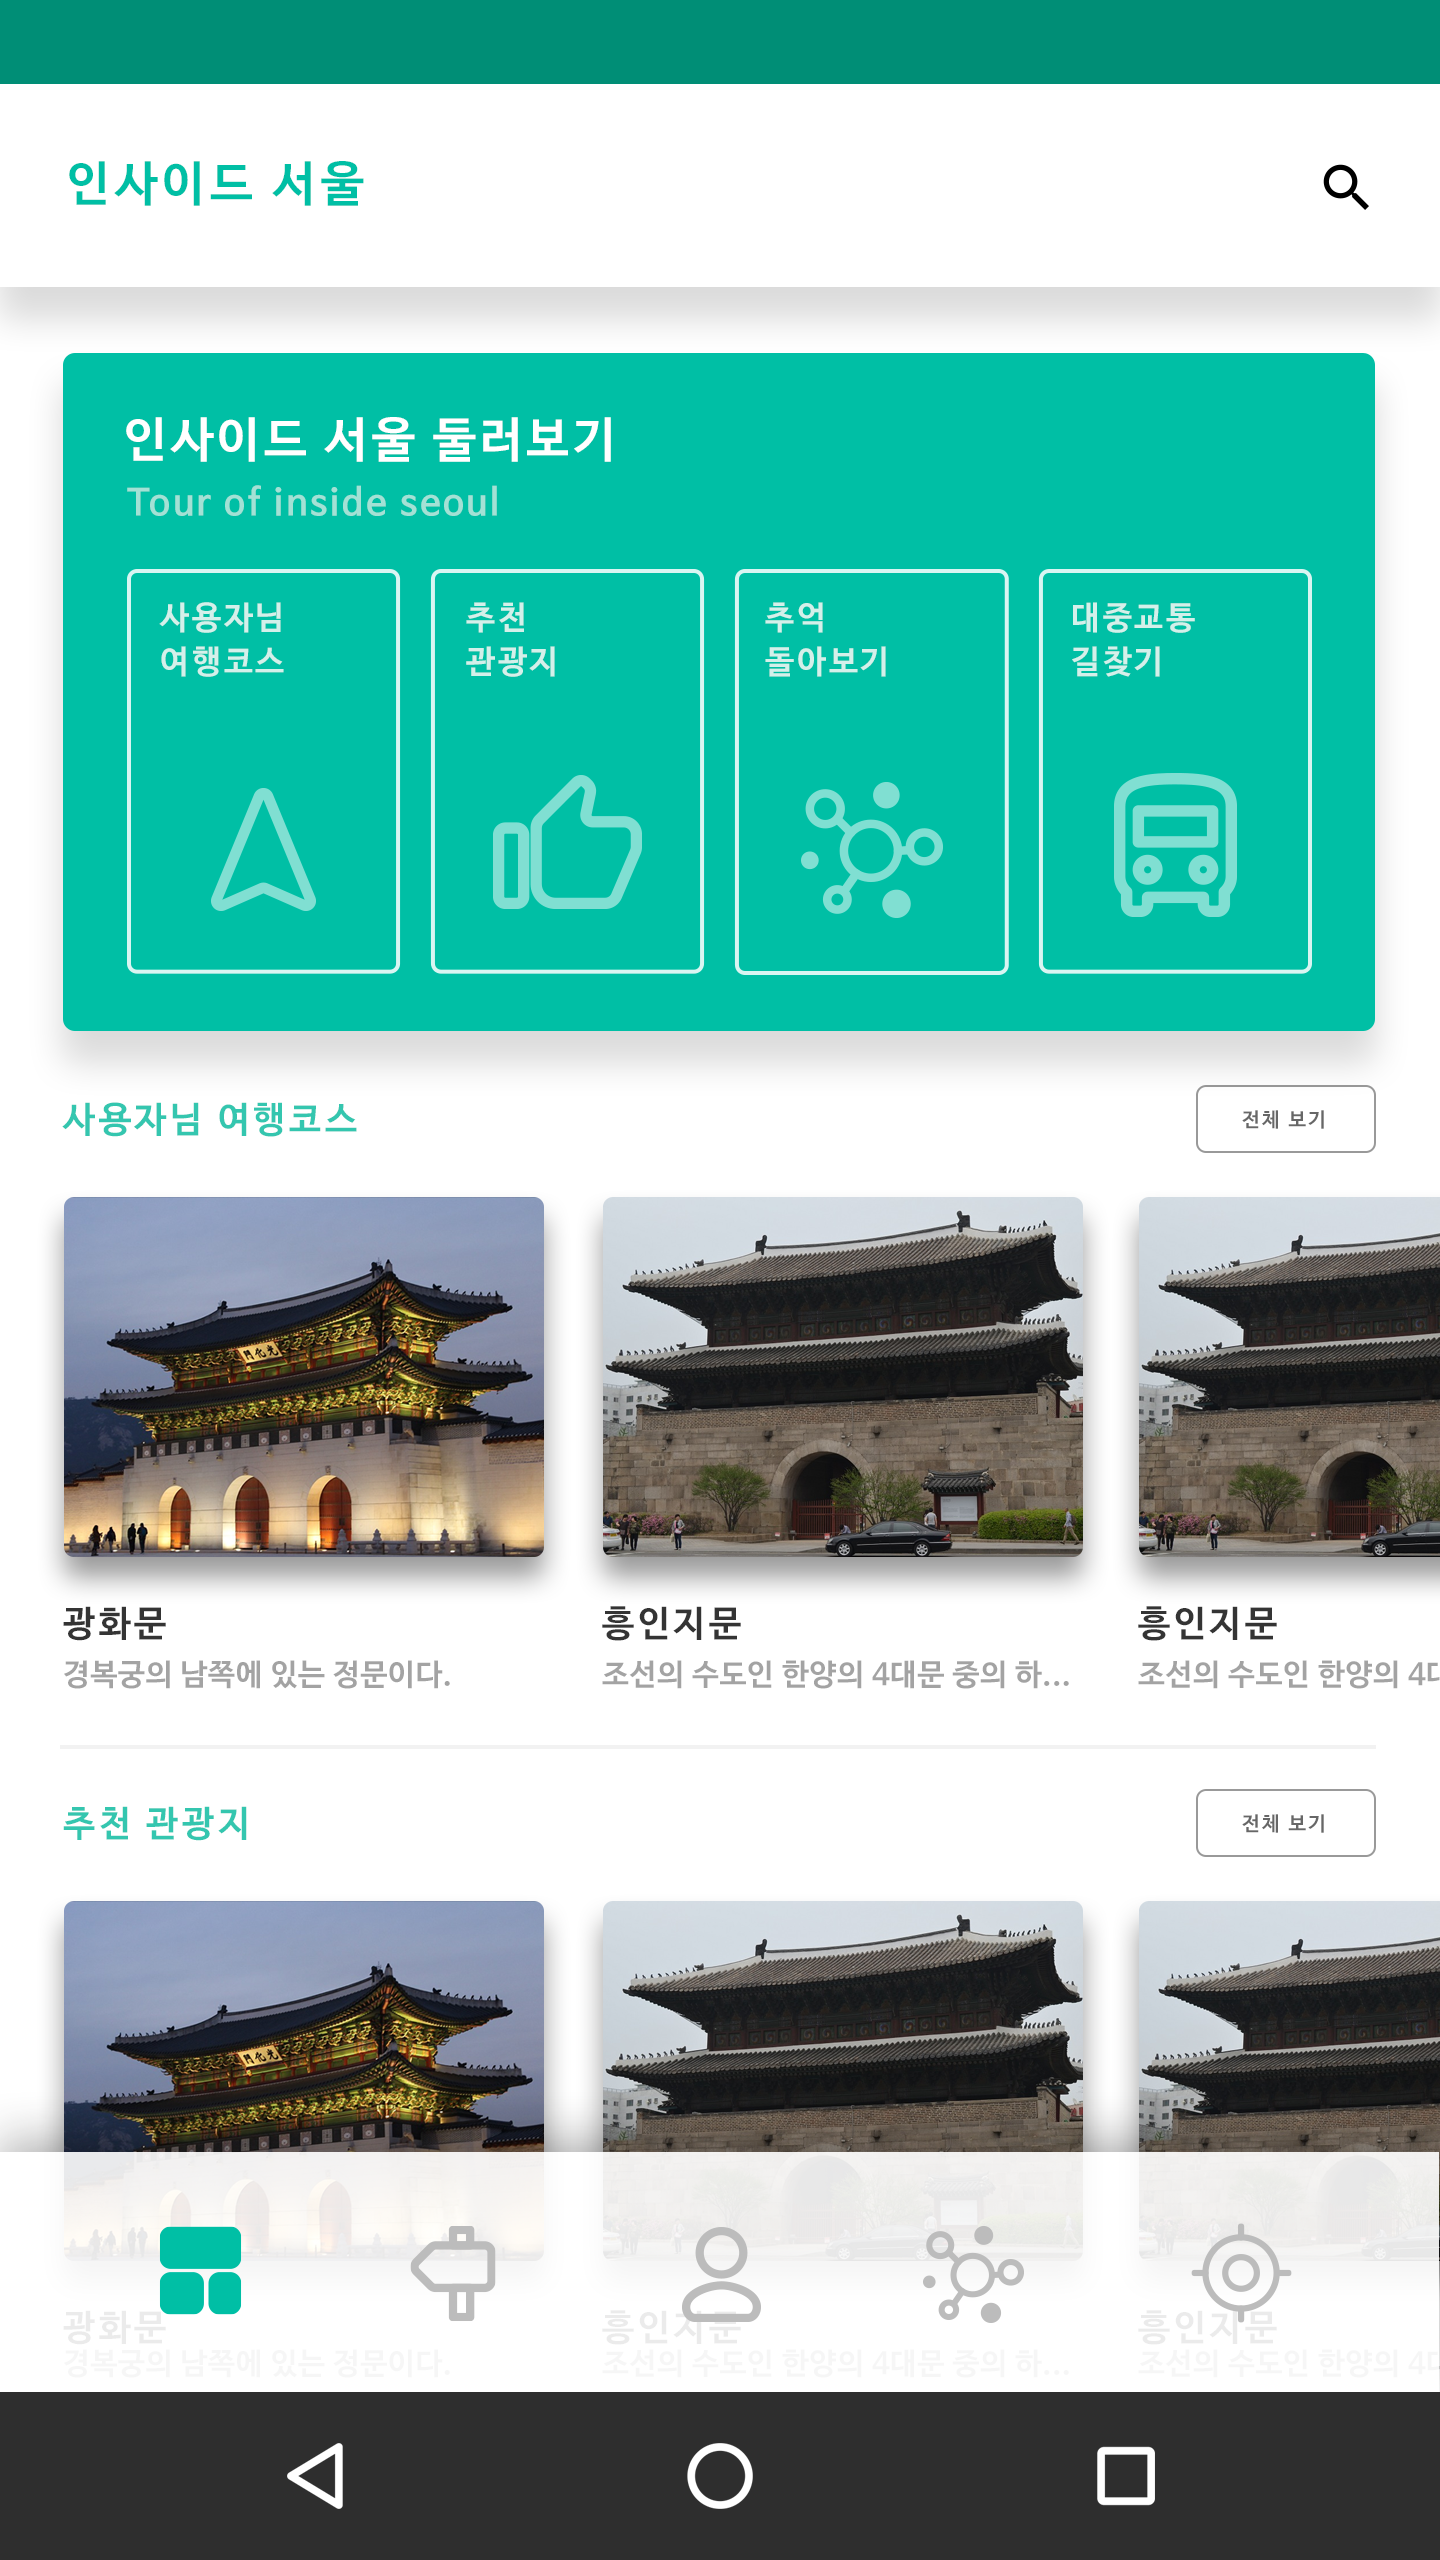 인사이드 서울
인사이드 서울 둘러보기
Tour of inside seoul
사용자님
여행코스
추천
관광지
추억
돌아보기
대중교통
길찾기
사용자님 여행코스
전체 보기
門化光
광화문
경복궁의 남쪽에 있는 정문이다.
흥인지문
조선의 수도인 한양의 4대문 중의 하...
흥인지문
조선의 수도인 한양의 4대
추천 관광지
전체 보기
門化光
광화문
경복궁의 남쪽에 있는 정문이다.
흥인지문
조선의 수도인 한양의 4대문 중의 하...
흥인지문
조선의 수도인 한양의 4대